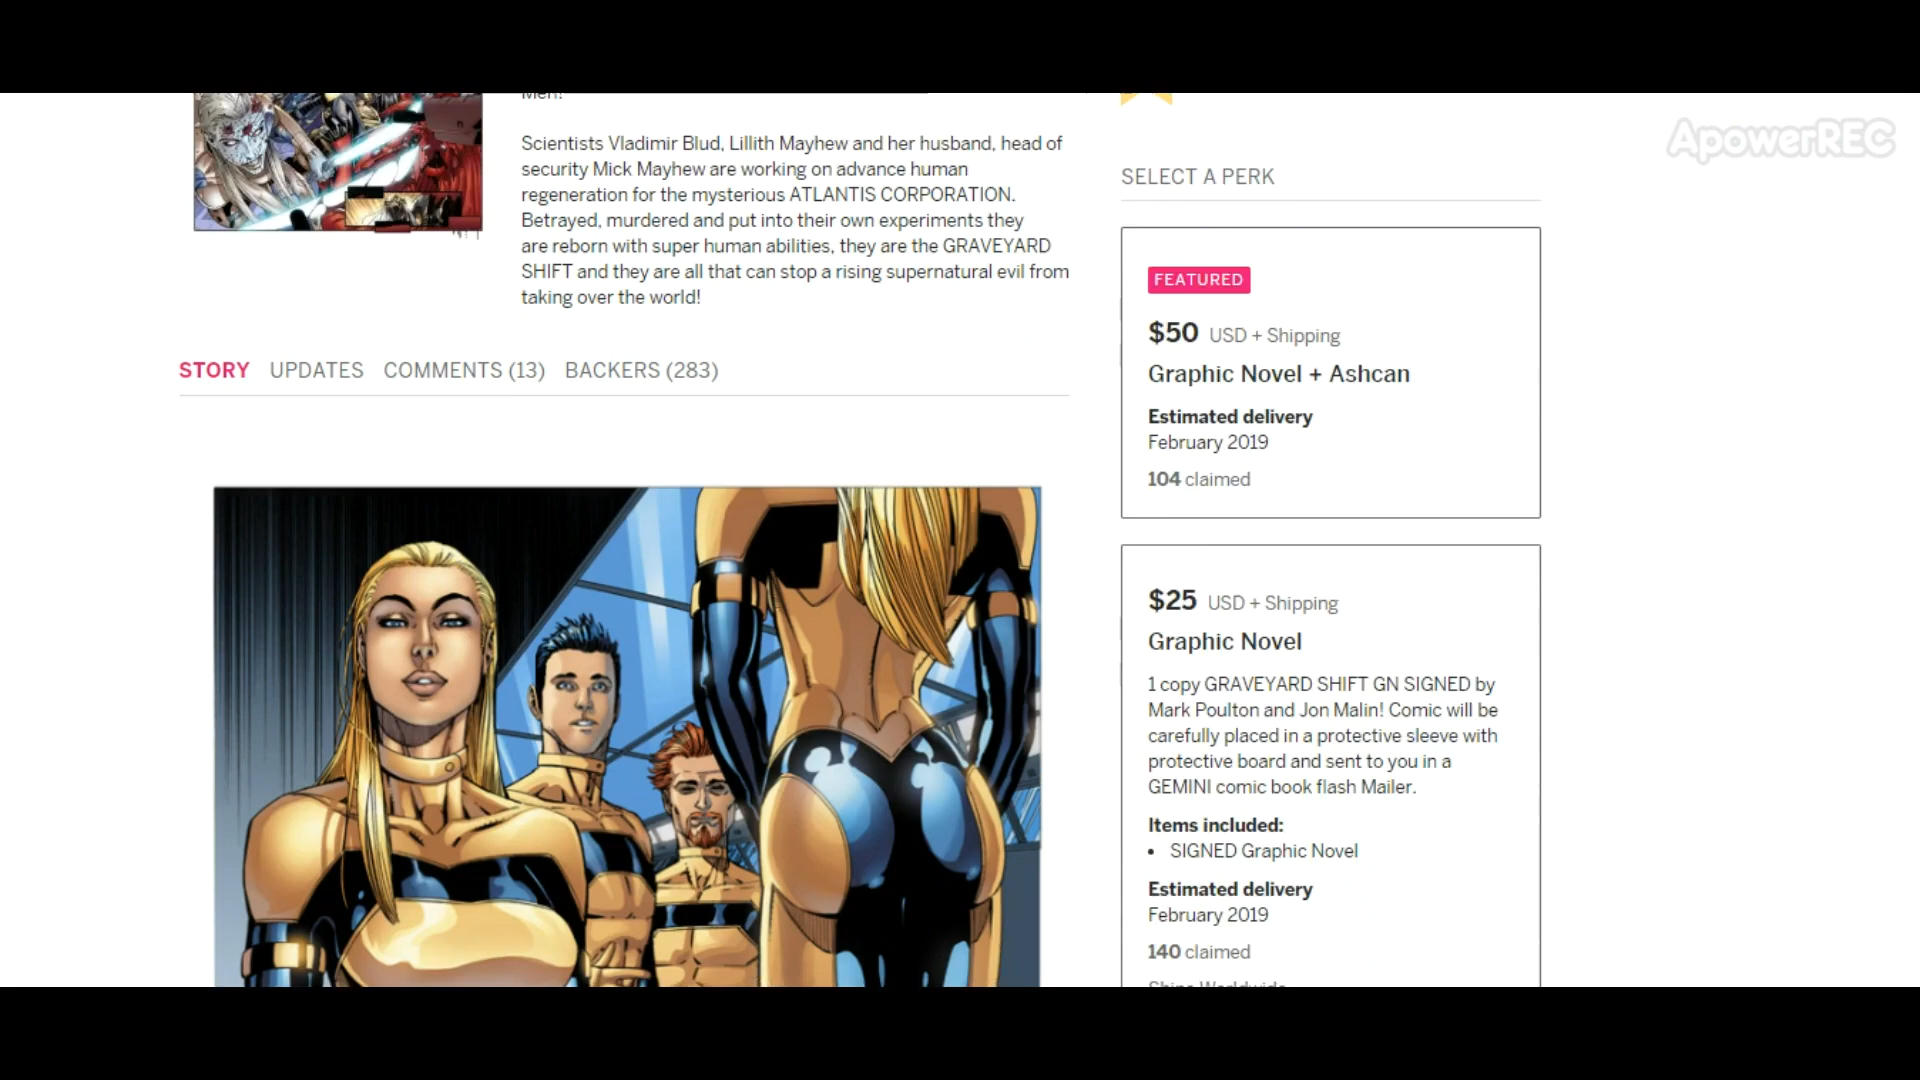 Men!
Scientists Vladimir Blud, Lillith Mayhew and her husband, head of
security Mick Mayhew are working on advance human
regeneration for the mysterious ATLANTIS CORPORATION.
Betrayed, murdered and put into their own experiments they
are reborn with super human abilities, they are the GRAVEYARD
SHIFT and they are all that can stop a rising supernatural evil from
taking over the world!
STORY UPDATES COMMENTS (13) BACKERS (283)
ApowerREC
SELECT A PERK
FEATURED
$50 USD + Shipping
Graphic Novel + Ashcan
Estimated delivery
February 2019
104 claimed
$25 USD + Shipping
Graphic Novel
1 copy GRAVEYARD SHIFT GN SIGNED by
Mark Poulton and Jon Malin! Comic will be
carefully placed in a protective sleeve with
protective board and sent to you in a
GEMINI comic book flash Mailer.
Items included:
• SIGNED Graphic Novel
Estimated delivery
February 2019
140 claimed
Ships Worldwide